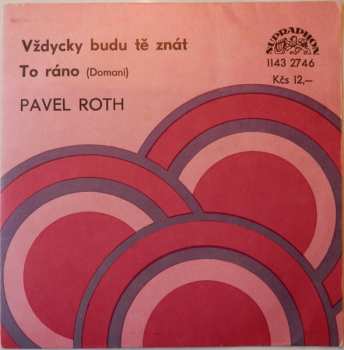 Vždycky budu tě znát
To ráno (Domani)
PAVEL ROTH
SUPRAPHON
1143 2746
Kčs 12,—